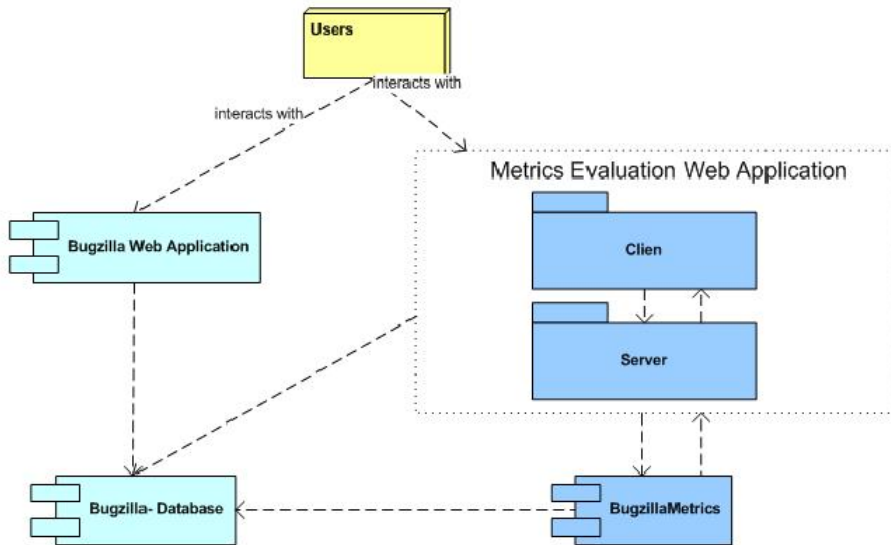 Users
interacts with
interacts with
Metrics Evaluation Web Application
Bugzilla Web Application
Clien
Server
Bugzilla- Database
BugzillaMetrics